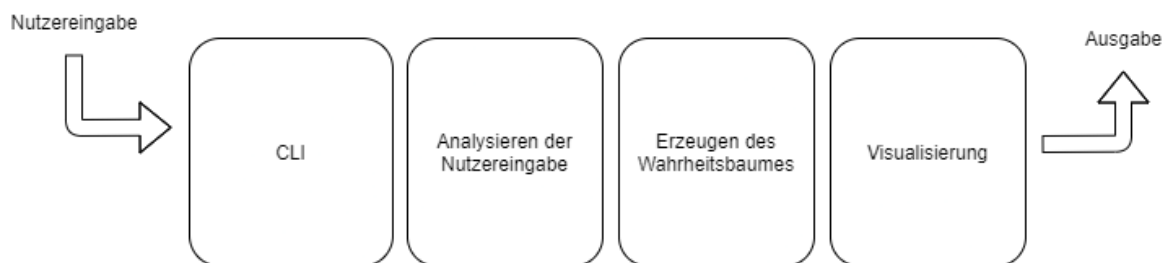 Nutzereingabe
CLI
Analysieren der
Nutzereingabe
Erzeugen des
Wahrheitsbaumes
Visualisierung
Ausgabe